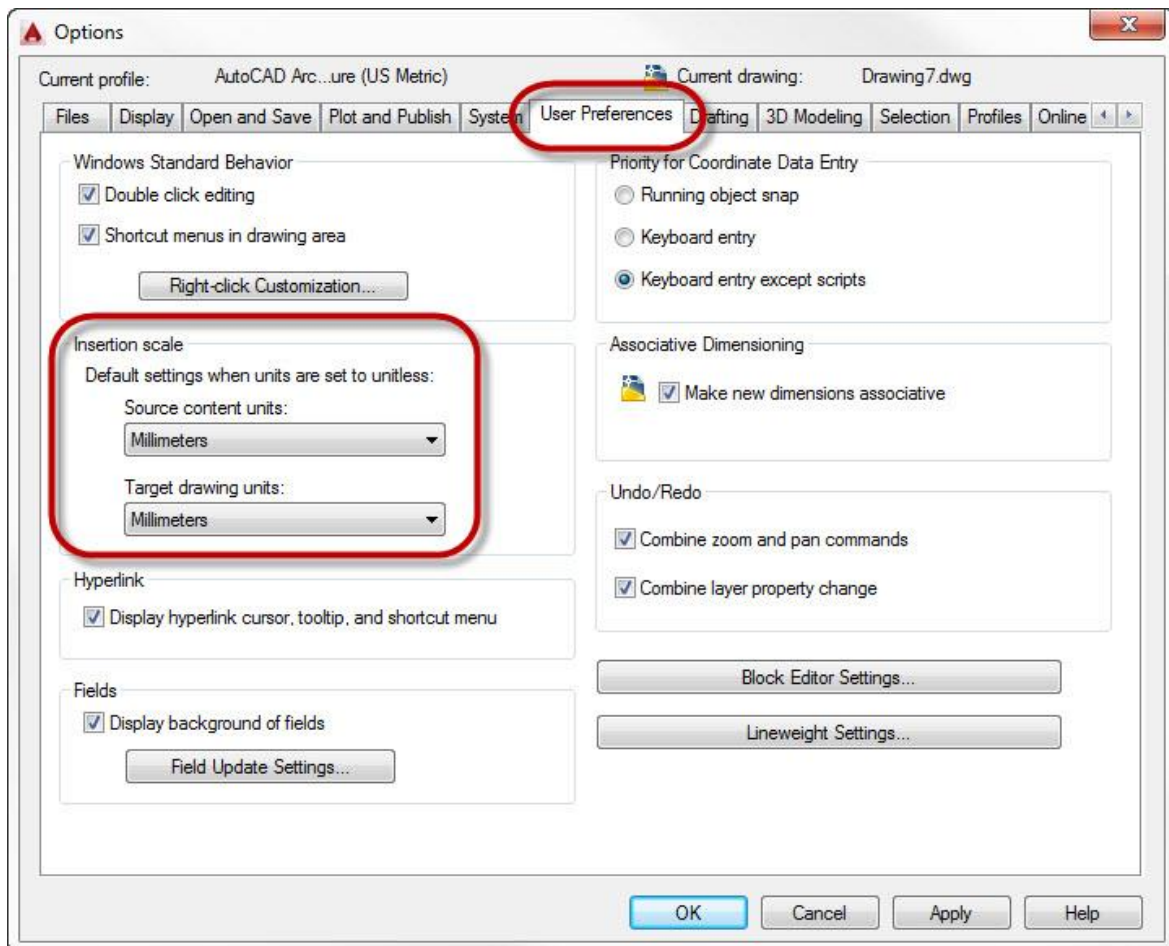 Options
Current profile: AutoCAD Arc...ure (US Metric) Current drawing: Drawing7.dwg
Files Display Open and Save Plot and Publish System User Preferences Drafting 3D Modeling Selection Profiles Online
Windows Standard Behavior
Double click editing
Shortcut menus in drawing area
Right-click Customization...
Insertion scale
Default settings when units are set to unitless:
Source content units:
Millimeters
Target drawing units:
Millimeters
Hyperlink
Display hyperlink cursor, tooltip, and shortcut menu
Fields
Display background of fields
Field Update Settings...
Priority for Coordinate Data Entry
Running object snap
Keyboard entry
Keyboard entry except scripts
Associative Dimensioning
Make new dimensions associative
Undo/Redo
Combine zoom and pan commands
Combine layer property change
Block Editor Settings...
Lineweight Settings...
OK Cancel Apply Help